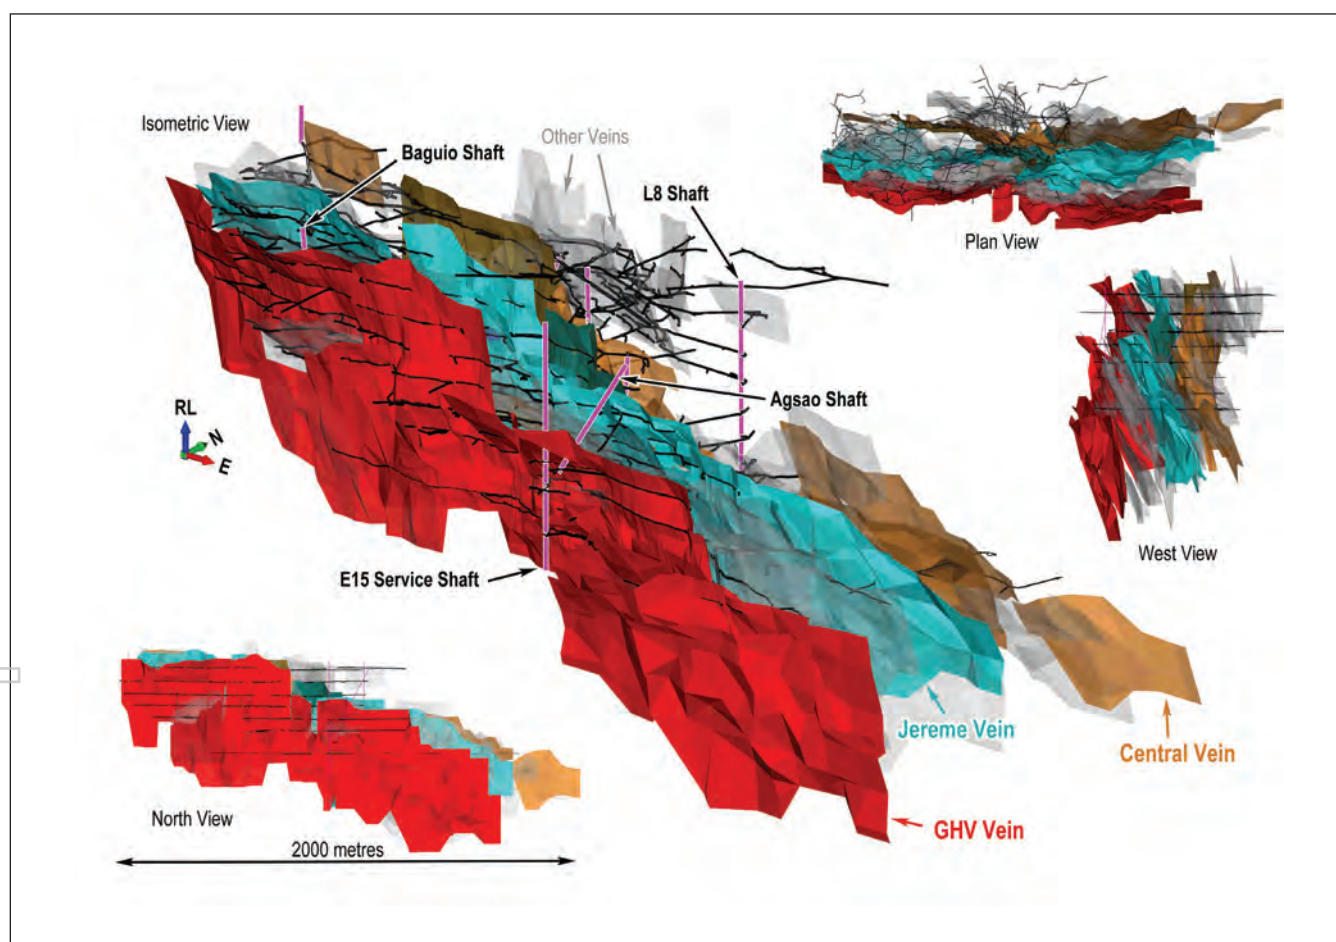 Isometric View
Other Veins
Baguio Shaft
L8 Shaft
Plan View
Agsao Shaft
RL
N
E
E15 Service Shaft
West View
Jereme Vein
Central Vein
North View
GHV Vein
2000 metres